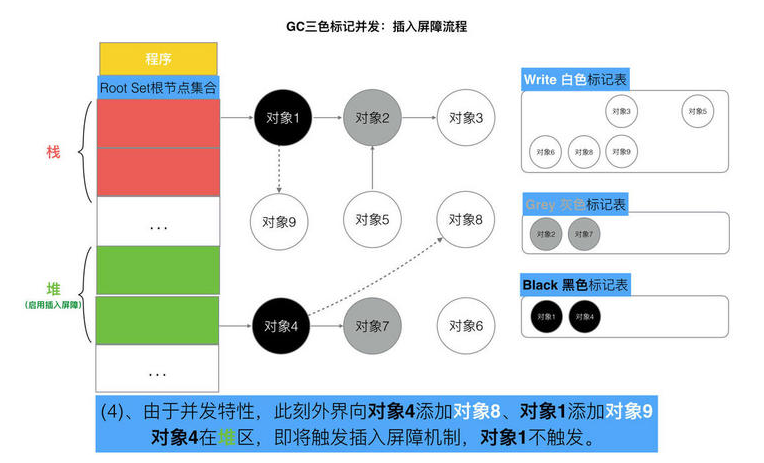 GC三色标记并发：插入屏障流程
程序
Root Set根节点集合
栈
...
堆
(启用插入屏障)
...
对象1
对象2
对象3
对象9
对象5
对象8
对象4
对象7
对象6
Write 白色标记表
对象3
对象5
对象6
对象8
对象9
Grey 灰色标记表
对象2
对象7
Black 黑色标记表
对象1
对象4
(4)、由于并发特性，此刻外界向对象4添加对象8、对象1添加对象9
对象4在堆区，即将触发插入屏障机制，对象1不触发。